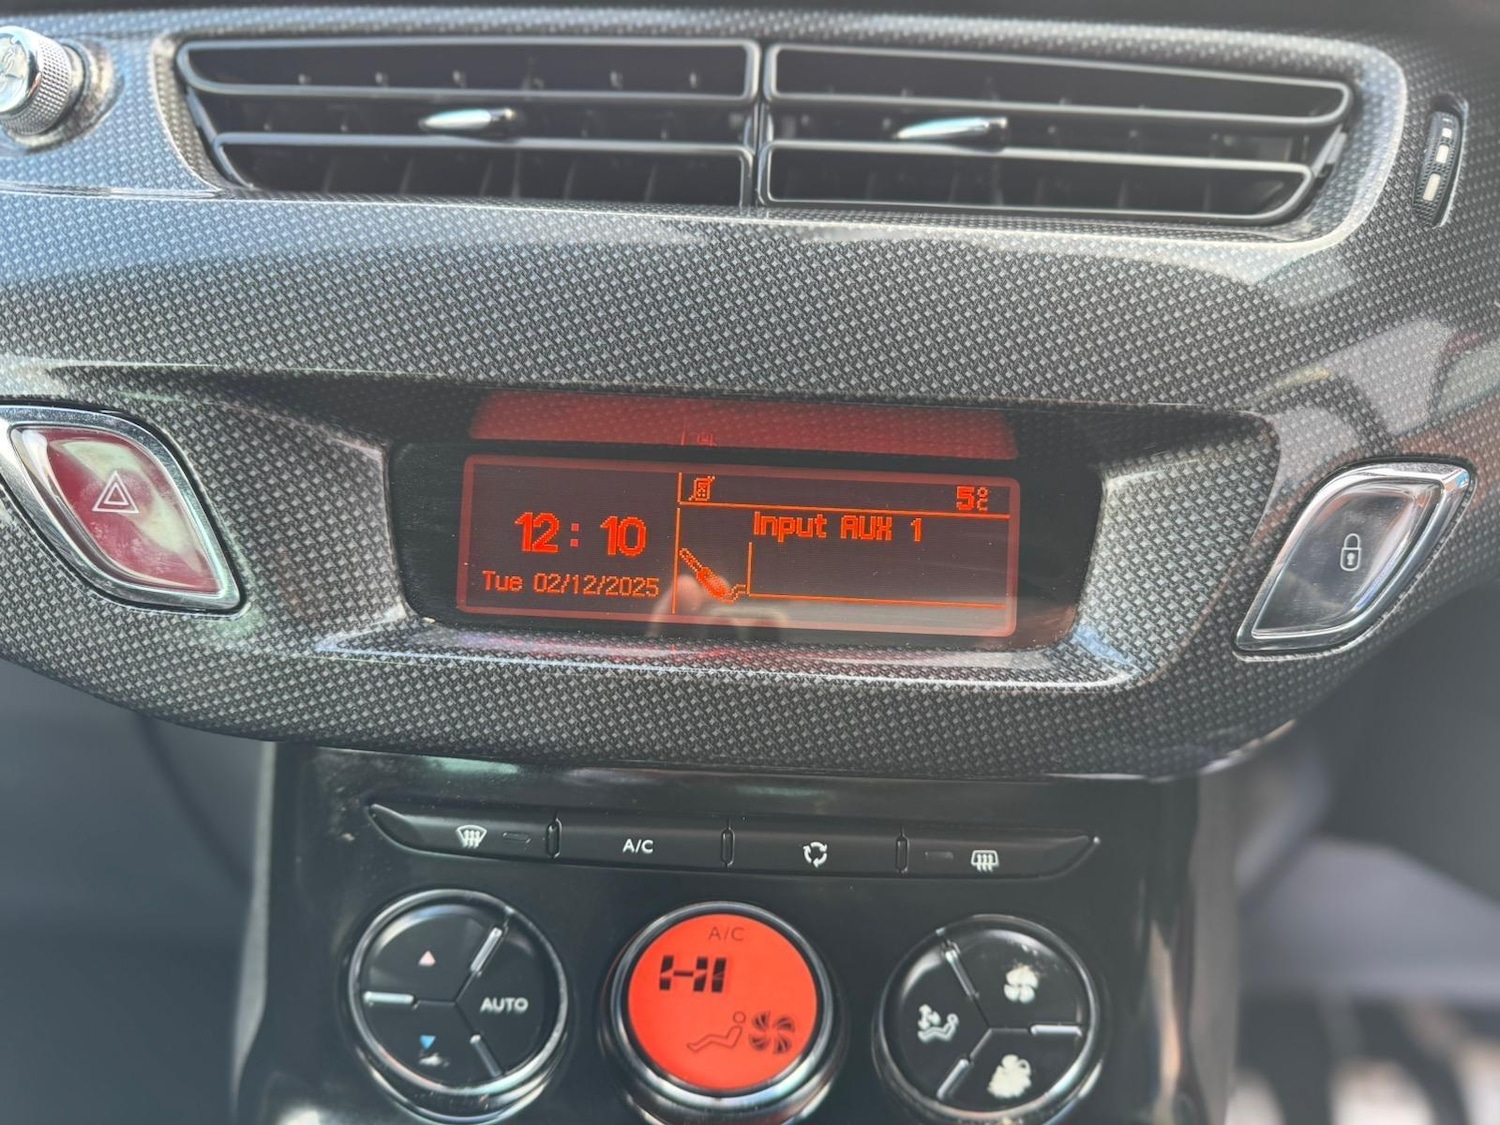 5°C
12:10
Input AUX 1
Tue 02/12/2025
A/C
A/C
HI
AUTO